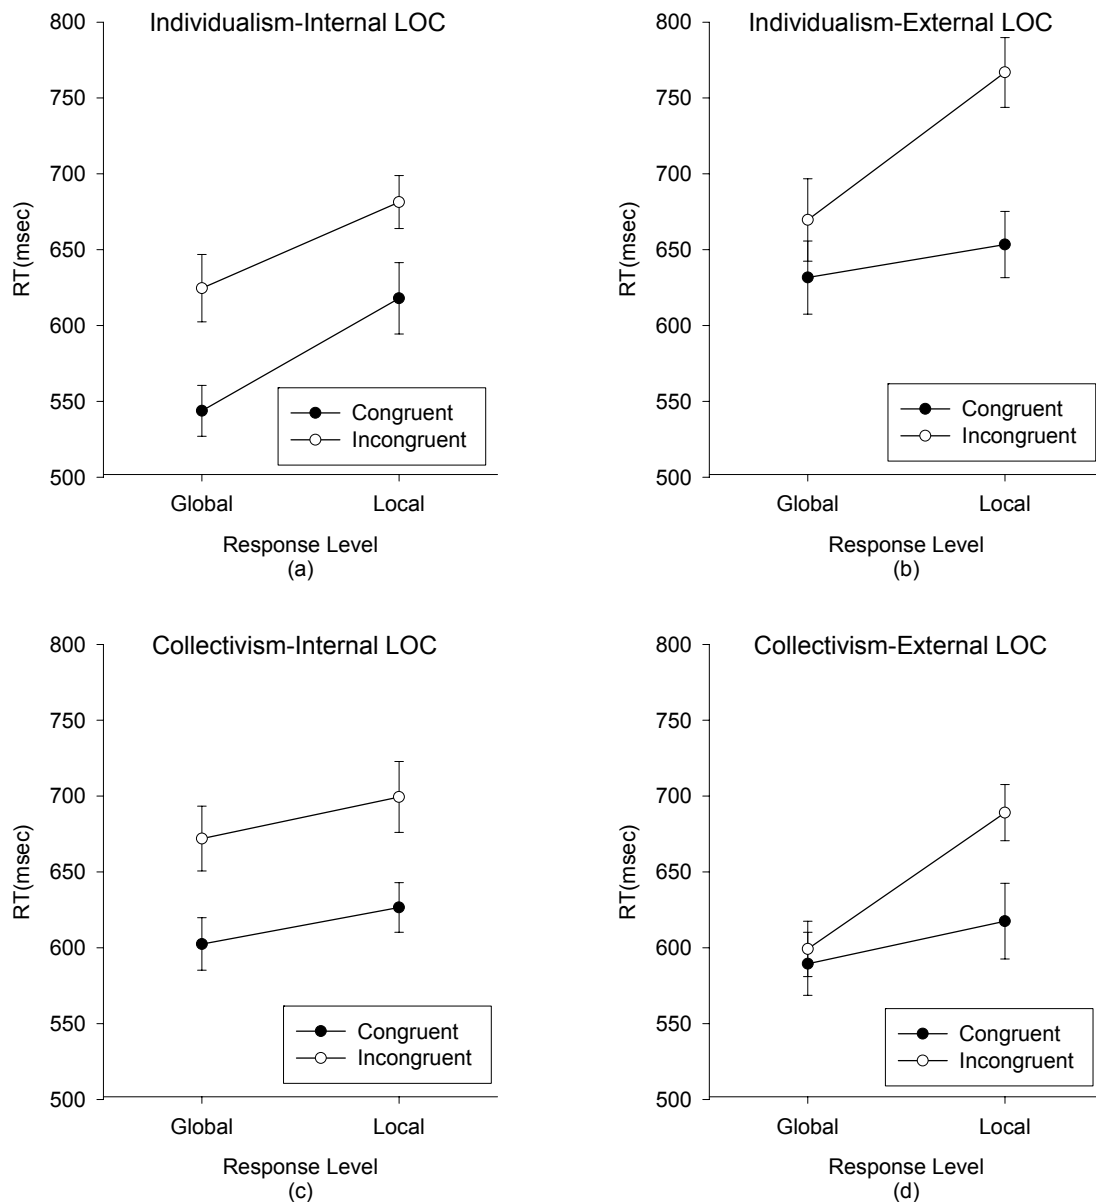 Individualism-Internal LOC
800
750
700
650
600
550
500
RT(msec)
Congruent
Incongruent
Global Local
Response Level
(a)
Individualism-External LOC
800
750
700
650
600
550
500
RT(msec)
Congruent
Incongruent
Global Local
Response Level
(b)
Collectivism-Internal LOC
800
750
700
650
600
550
500
RT(msec)
Congruent
Incongruent
Global Local
Response Level
(c)
Collectivism-External LOC
800
750
700
650
600
550
500
RT(msec)
Congruent
Incongruent
Global Local
Response Level
(d)